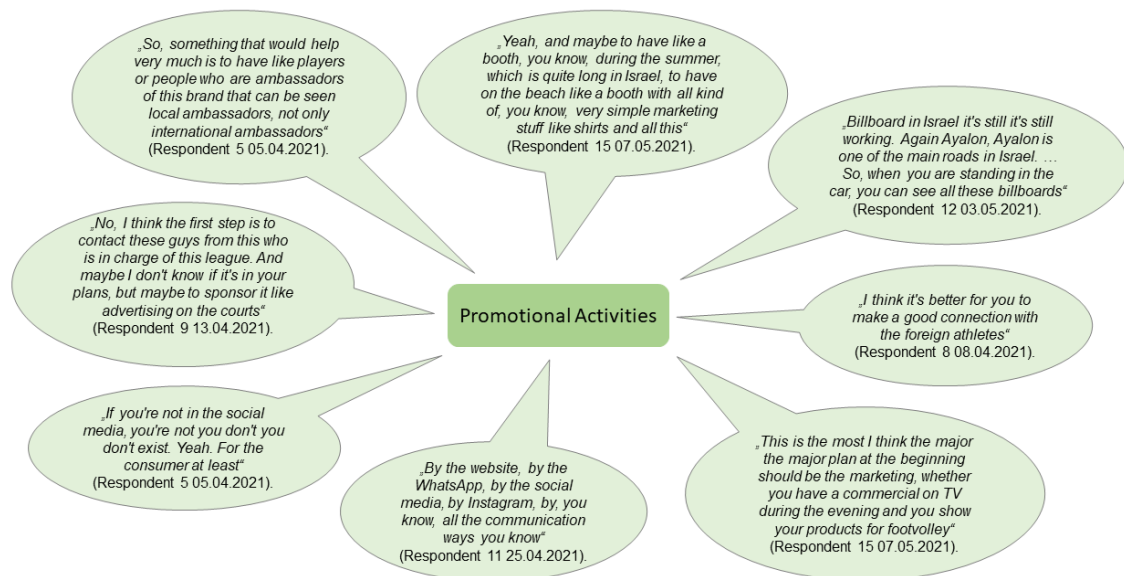 „So, something that would help
very much is to have like players
or people who are ambassadors
of this brand that can be seen
local ambassadors, not only
international ambassadors“
(Respondent 5 05.04.2021).
„Yeah, and maybe to have like a
booth, you know, during the summer,
which is quite long in Israel, to have
on the beach like a booth with all kind
of, you know, very simple marketing
stuff like shirts and all this“
(Respondent 15 07.05.2021).
„Billboard in Israel it's still it's still
working. Again Ayalon, Ayalon is
one of the main roads in Israel. …
So, when you are standing in the
car, you can see all these billboards“
(Respondent 12 03.05.2021).
„No, I think the first step is to
contact these guys from this who
is in charge of this league. And
maybe I don't know if it's in your
plans, but maybe to sponsor it like
advertising on the courts“
(Respondent 9 13.04.2021).
Promotional Activities
„I think it's better for you to
make a good connection with
the foreign athletes“
(Respondent 8 08.04.2021).
„If you're not in the social
media, you're not you don't you
don't exist. Yeah. For the
consumer at least“
(Respondent 5 05.04.2021).
„By the website, by the
WhatsApp, by the social
media, by Instagram, by, you
know, all the communication
ways you know“
(Respondent 11 25.04.2021).
„This is the most I think the major
the major plan at the beginning
should be the marketing, whether
you have a commercial on TV
during the evening and you show
your products for footvolley“
(Respondent 15 07.05.2021).